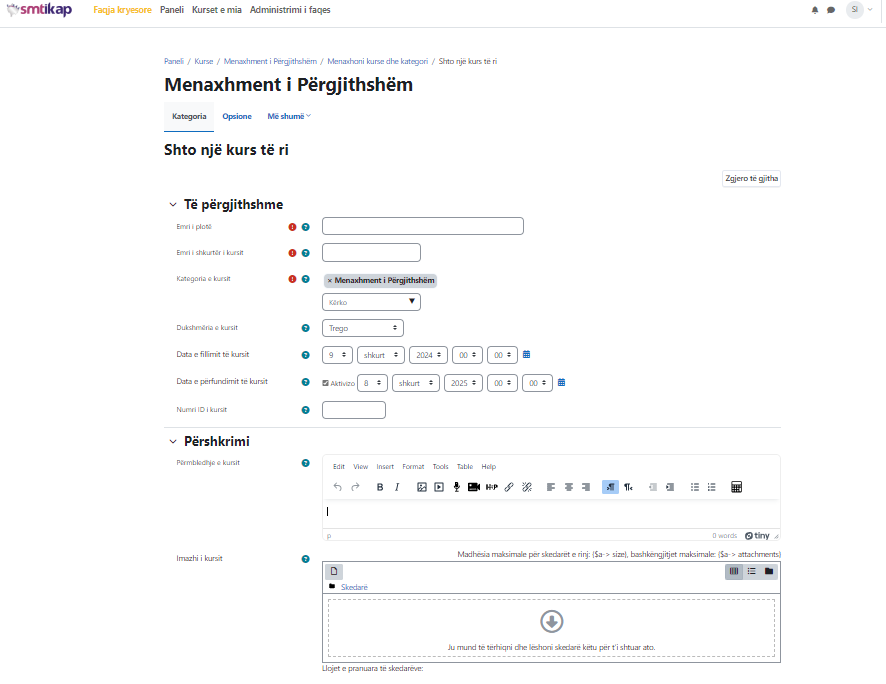 smtikap Faqja kryesore Paneli Kurset e mia Administrimi i faqes SI
Paneli / Kurse / Menaxhment i Përgjithshëm / Menaxhoni kurse dhe kategori / Shto një kurs të ri
Menaxhment i Përgjithshëm
Kategoria Opsione Më shumë
Shto një kurs të ri
Zgjero të gjitha
Të përgjithshme
Emri i plotë
Emri i shkurtër i kursit
Kategoria e kursit × Menaxhment i Përgjithshëm
Kërko ▼
Dukshmëria e kursit Trego
Data e fillimit të kursit 9 shkurt 2024 00 00
Data e përfundimit të kursit Aktivizo 8 shkurt 2025 00 00
Numri ID i kursit
Përshkrimi
Përmbledhje e kursit Edit View Insert Format Tools Table Help
B I H-P
p 0 words tiny
Imazhi i kursit Madhësia maksimale për skedarët e rinj: ($a-> size), bashkëngjitjet maksimale: ($a-> attachments)
Skedarë
Ju mund të tërhiqni dhe lëshoni skedarë këtu për t'i shtuar ato.
Llojet e pranuara të skedarëve: